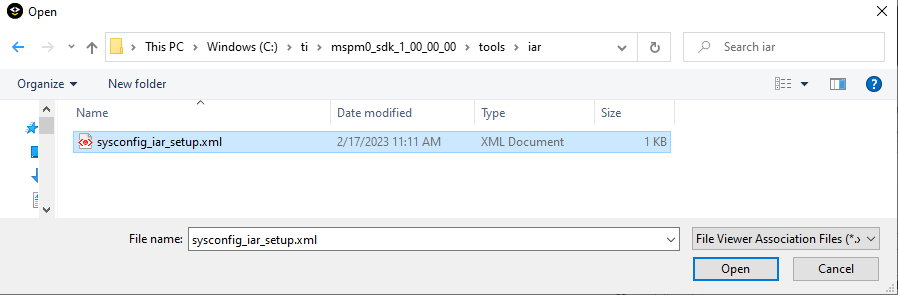 Open
This PC > Windows (C:) > ti > mspm0_sdk_1_00_00_00 > tools > iar
Search iar
Organize
New folder
Name Date modified Type Size
sysconfig_iar_setup.xml 2/17/2023 11:11 AM XML Document 1 KB
File name: sysconfig_iar_setup.xml
File Viewer Association Files (*.x
Open Cancel